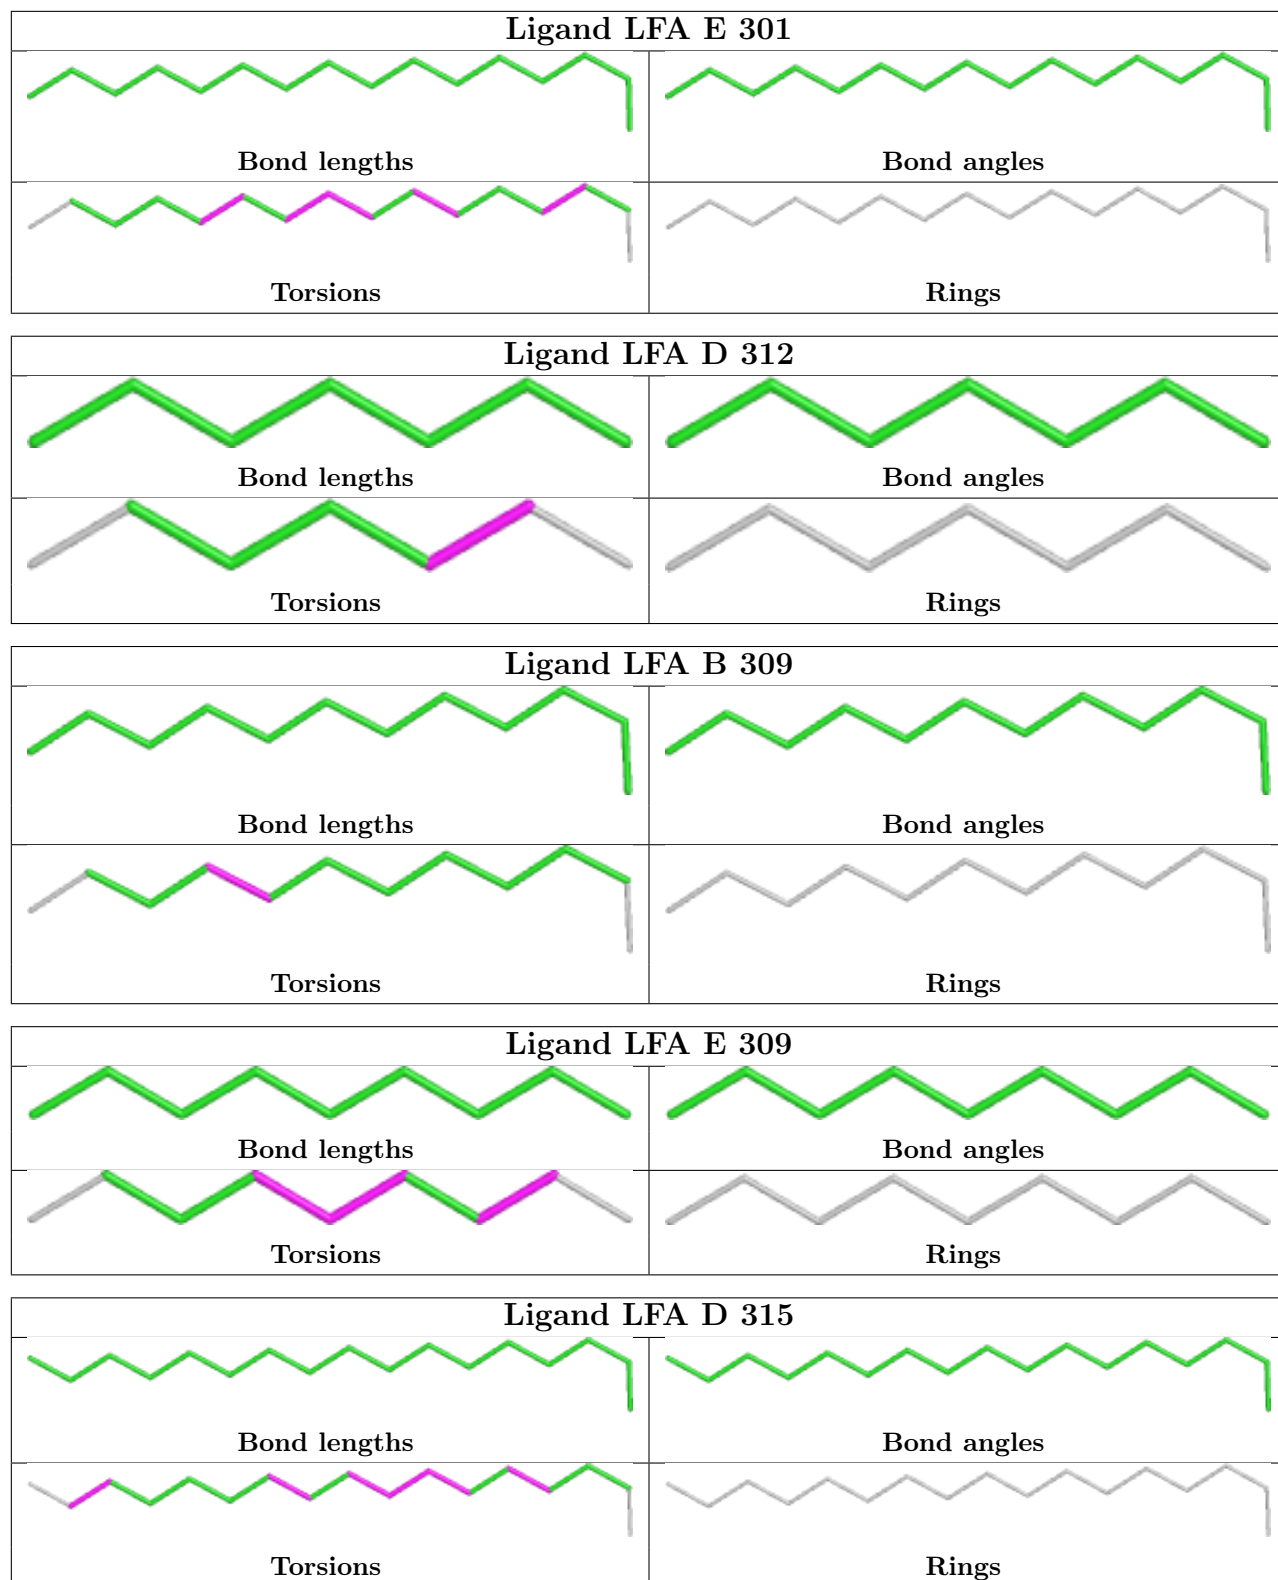 Ligand LFA E 301
Bond lengths Bond angles
Torsions Rings
Ligand LFA D 312
Bond lengths Bond angles
Torsions Rings
Ligand LFA B 309
Bond lengths Bond angles
Torsions Rings
Ligand LFA E 309
Bond lengths Bond angles
Torsions Rings
Ligand LFA D 315
Bond lengths Bond angles
Torsions Rings